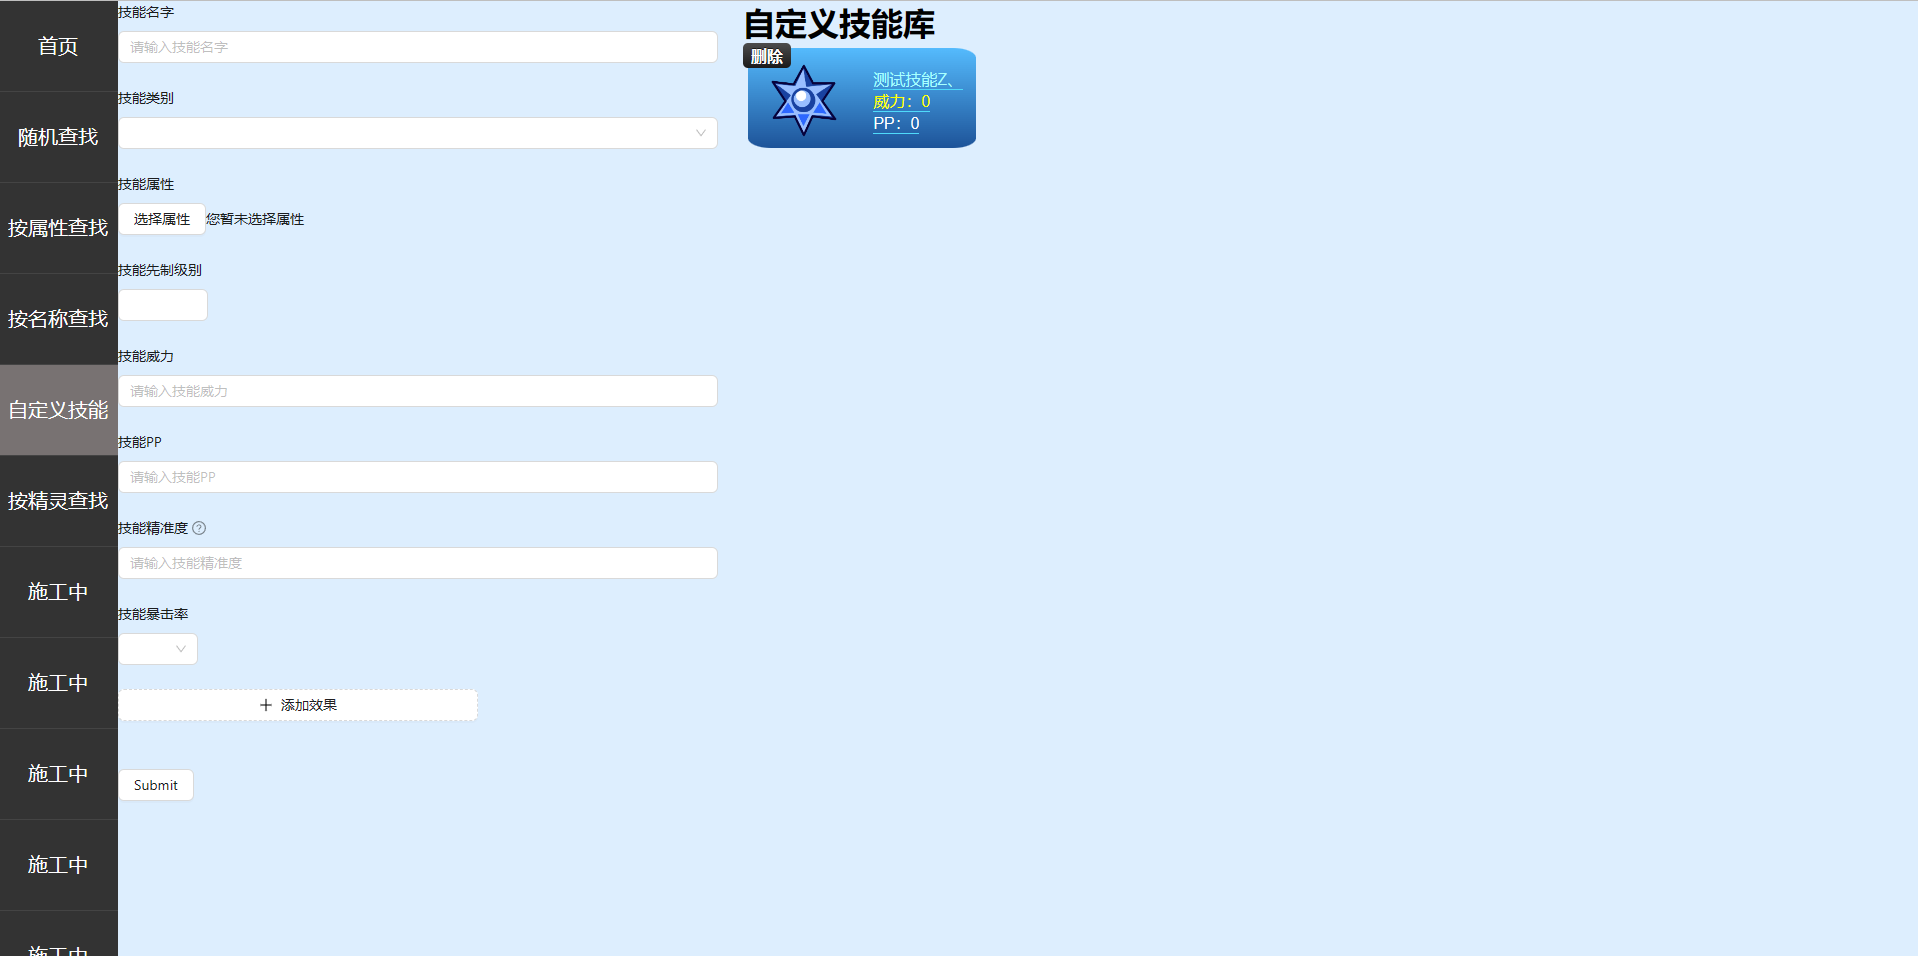 首页
随机查找
按属性查找
按名称查找
自定义技能
按精灵查找
施工中
施工中
施工中
施工中
施工中
技能名字
请输入技能名字
技能类别
技能属性
选择属性 您暂未选择属性
技能先制级别
技能威力
请输入技能威力
技能PP
请输入技能PP
技能精准度
请输入技能精准度
技能暴击率
添加效果
Submit
自定义技能库
删除
测试技能Z、
威力：0
PP：0